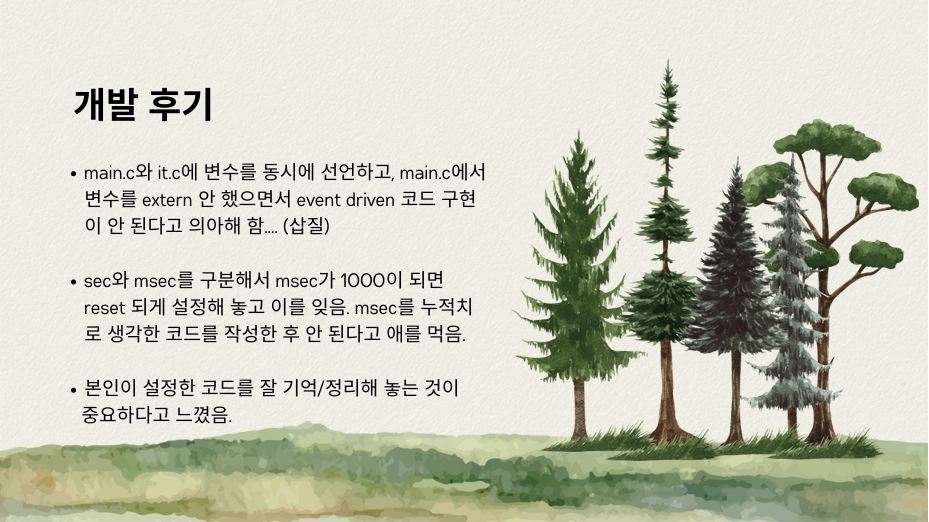 개발 후기
• main.c와 it.c에 변수를 동시에 선언하고, main.c에서
변수를 extern 안 했으면서 event driven 코드 구현
이 안 된다고 의아해 함.... (삽질)
• sec와 msec를 구분해서 msec가 1000이 되면
reset 되게 설정해 놓고 이를 잊음. msec를 누적치
로 생각한 코드를 작성한 후 안 된다고 애를 먹음.
• 본인이 설정한 코드를 잘 기억/정리해 놓는 것이
중요하다고 느꼈음.